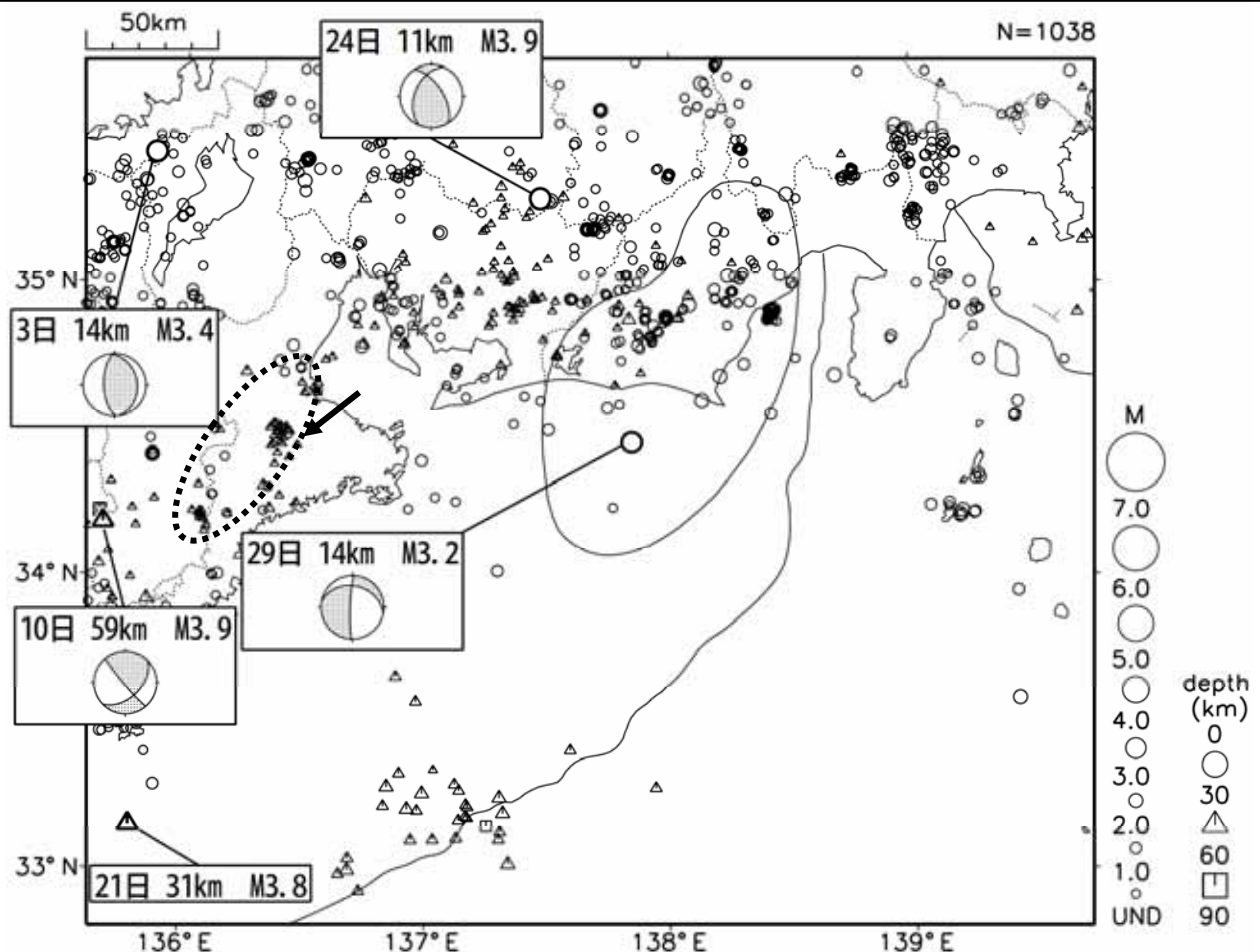 50km
N=1038
24日 11km M3.9
35°N
3日 14km M3.4
34°N
29日 14km M3.2
10日 59km M3.9
21日 31km M3.8
33°N
136°E
137°E
138°E
139°E
M
7.0
6.0
5.0
4.0
3.0
2.0
1.0
UND
depth
(km)
0
30
60
90